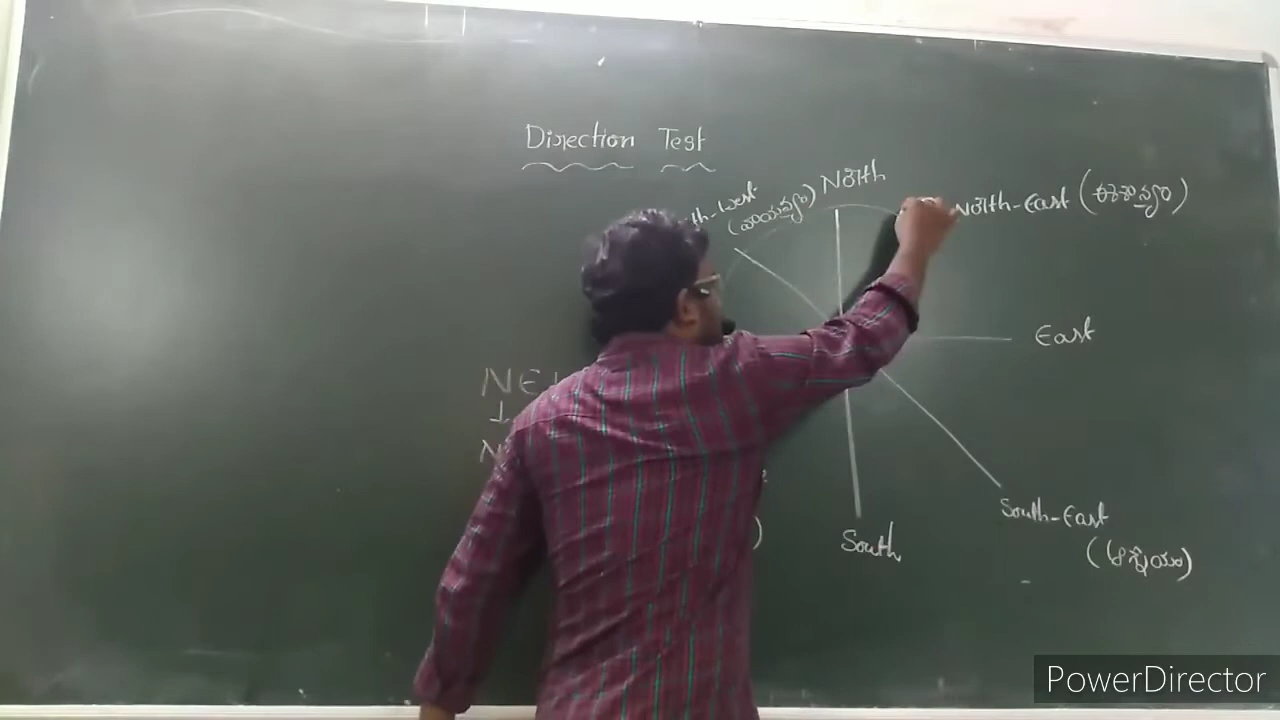 Direction Test
North
th-West
(వాయవ్యం)
North-East (ఈశాన్యం)
East
NE
N
South-East
South
(ఆగ్నేయం)
PowerDirector